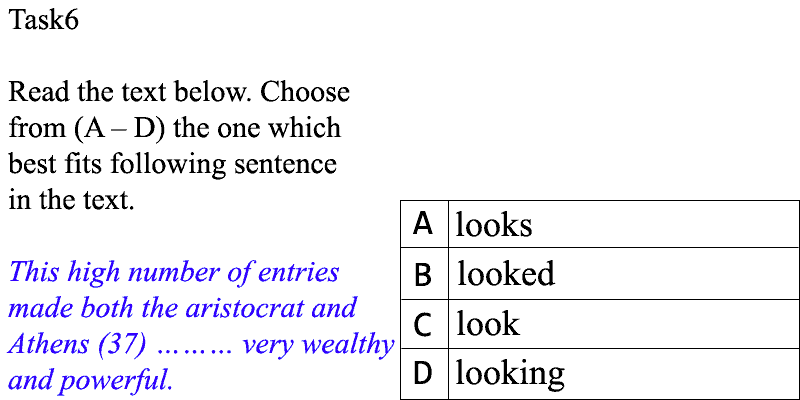 Task6
Read the text below. Choose
from (A – D) the one which
best fits following sentence
in the text.
This high number of entries
made both the aristocrat and
Athens (37) ……… very wealthy
and powerful.
A looks
B looked
C look
D looking